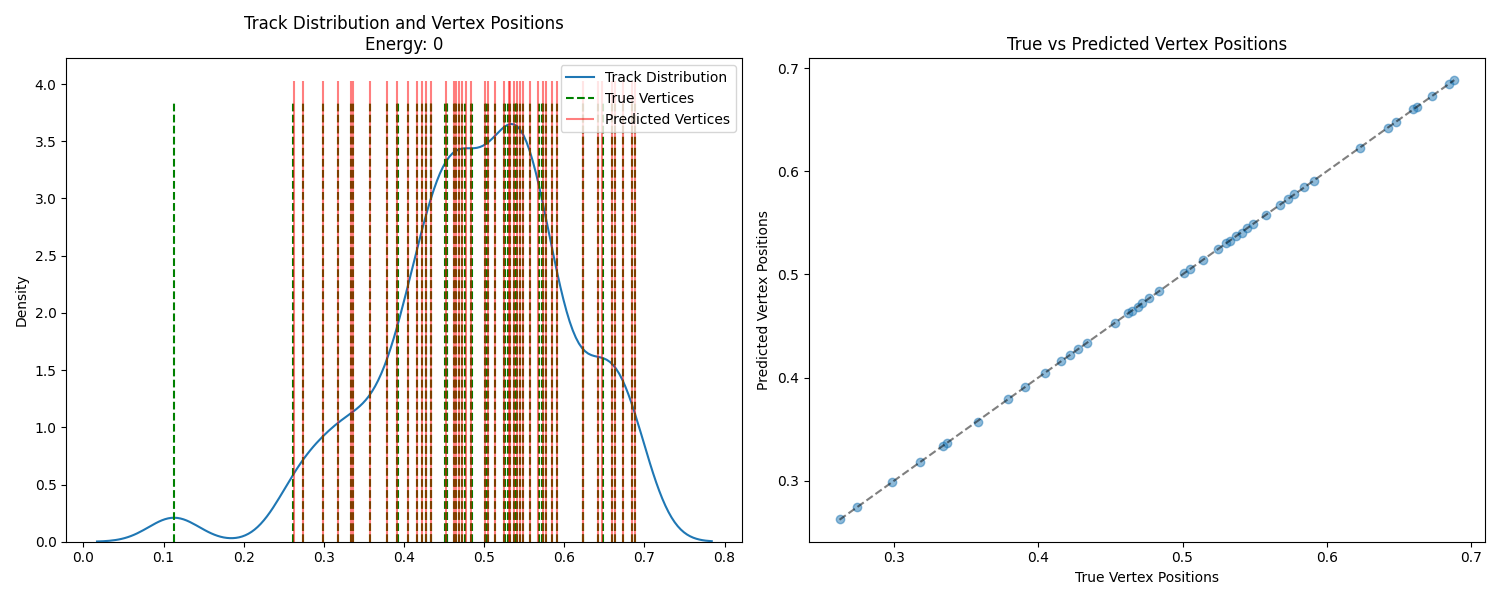 Track Distribution and Vertex Positions
Energy: 0
Track Distribution
True Vertices
Predicted Vertices
Density
4.0
3.5
3.0
2.5
2.0
1.5
1.0
0.5
0.0
0.0 0.1 0.2 0.3 0.4 0.5 0.6 0.7 0.8
True vs Predicted Vertex Positions
Predicted Vertex Positions
0.7
0.6
0.5
0.4
0.3
0.3 0.4 0.5 0.6 0.7
True Vertex Positions